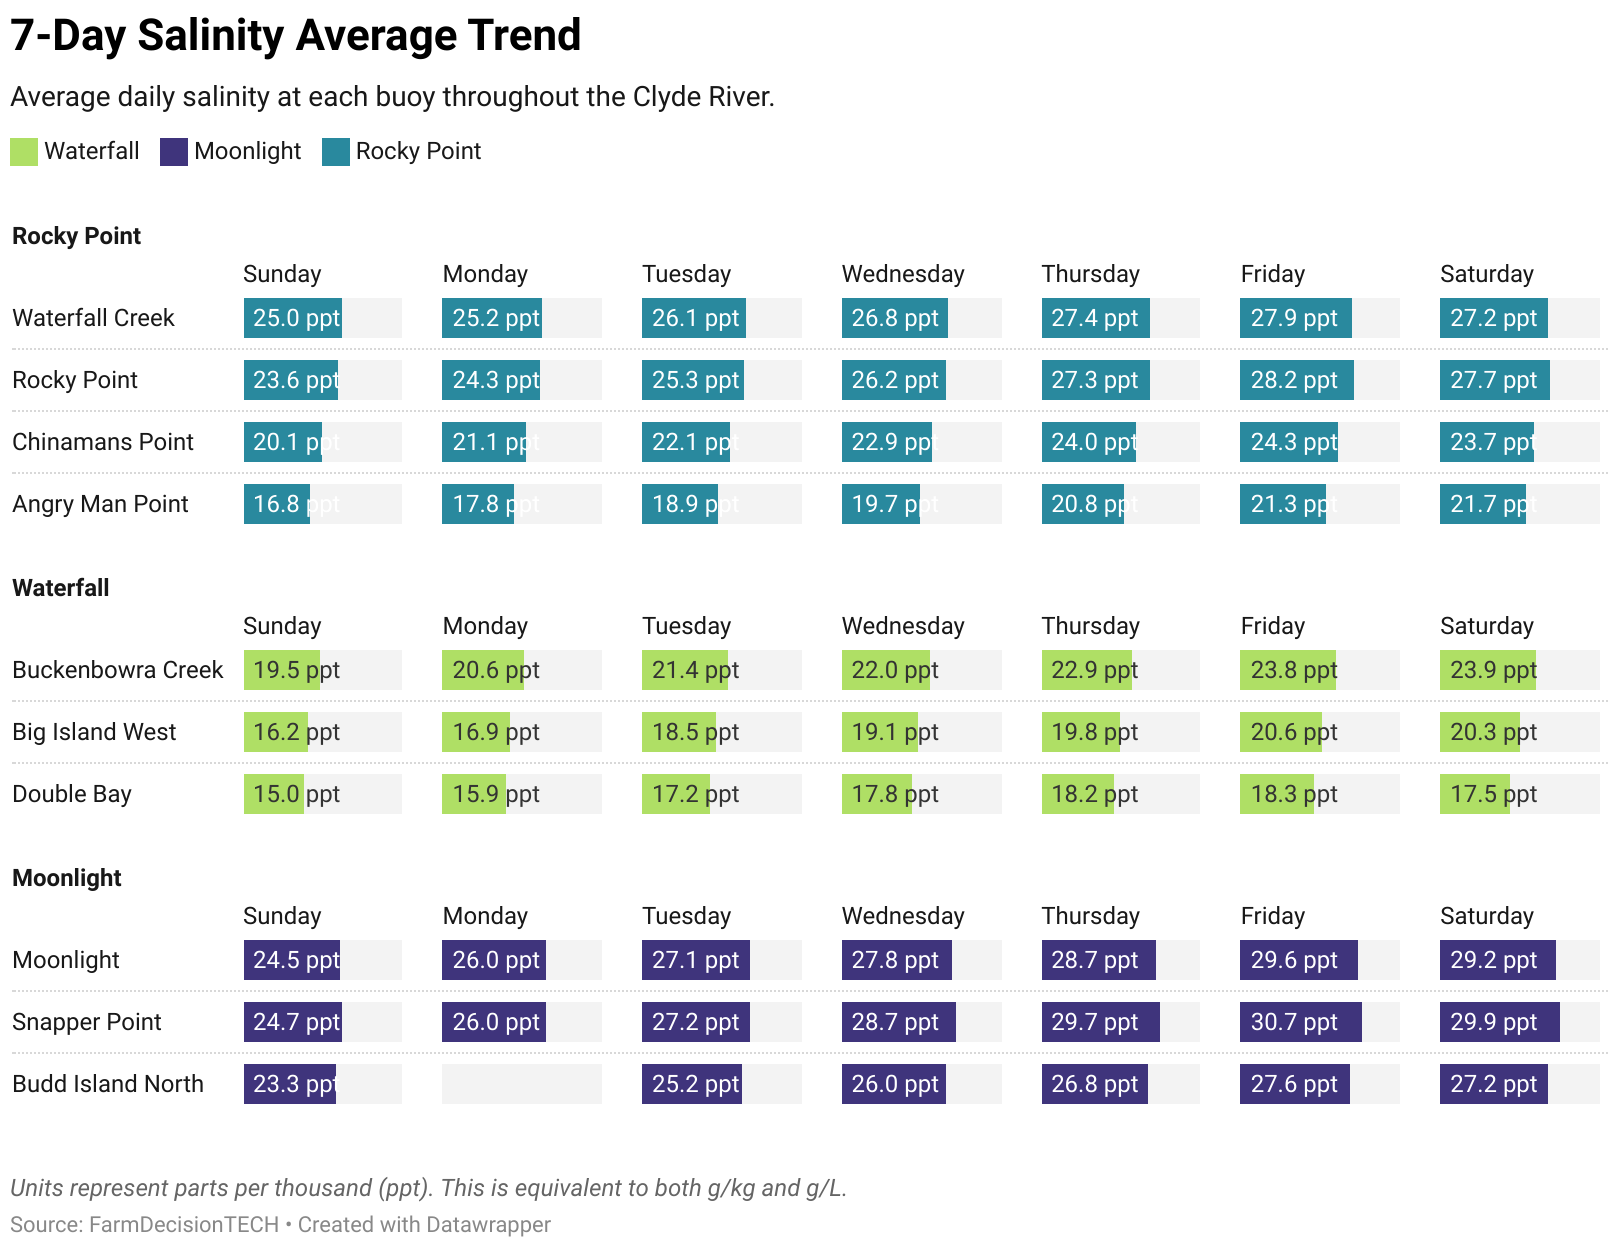 7-Day Salinity Average Trend
Average daily salinity at each buoy throughout the Clyde River.
Waterfall Moonlight Rocky Point
Rocky Point
Sunday Monday Tuesday Wednesday Thursday Friday Saturday
Waterfall Creek 25.0 ppt 25.2 ppt 26.1 ppt 26.8 ppt 27.4 ppt 27.9 ppt 27.2 ppt
Rocky Point 23.6 ppt 24.3 ppt 25.3 ppt 26.2 ppt 27.3 ppt 28.2 ppt 27.7 ppt
Chinamans Point 20.1 ppt 21.1 ppt 22.1 ppt 22.9 ppt 24.0 ppt 24.3 ppt 23.7 ppt
Angry Man Point 16.8 ppt 17.8 ppt 18.9 ppt 19.7 ppt 20.8 ppt 21.3 ppt 21.7 ppt
Waterfall
Sunday Monday Tuesday Wednesday Thursday Friday Saturday
Buckenbowra Creek 19.5 ppt 20.6 ppt 21.4 ppt 22.0 ppt 22.9 ppt 23.8 ppt 23.9 ppt
Big Island West 16.2 ppt 16.9 ppt 18.5 ppt 19.1 ppt 19.8 ppt 20.6 ppt 20.3 ppt
Double Bay 15.0 ppt 15.9 ppt 17.2 ppt 17.8 ppt 18.2 ppt 18.3 ppt 17.5 ppt
Moonlight
Sunday Monday Tuesday Wednesday Thursday Friday Saturday
Moonlight 24.5 ppt 26.0 ppt 27.1 ppt 27.8 ppt 28.7 ppt 29.6 ppt 29.2 ppt
Snapper Point 24.7 ppt 26.0 ppt 27.2 ppt 28.7 ppt 29.7 ppt 30.7 ppt 29.9 ppt
Budd Island North 23.3 ppt 25.2 ppt 26.0 ppt 26.8 ppt 27.6 ppt 27.2 ppt
Units represent parts per thousand (ppt). This is equivalent to both g/kg and g/L.
Source: FarmDecisionTECH • Created with Datawrapper